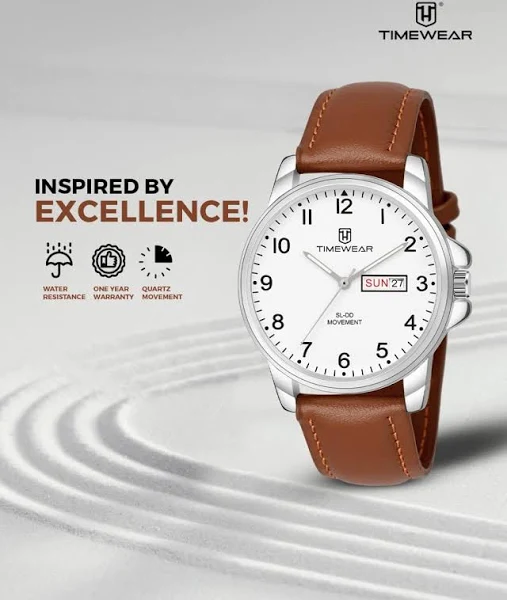 TIMEWEAR
INSPIRED BY
EXCELLENCE!
WATER
RESISTANCE
ONE YEAR
WARRANTY
QUARTZ
MOVEMENT
12
11 1
10 2
TIMEWEAR
9 SUN 27 3
8 4
SL-DD
MOVEMENT
7 5
6